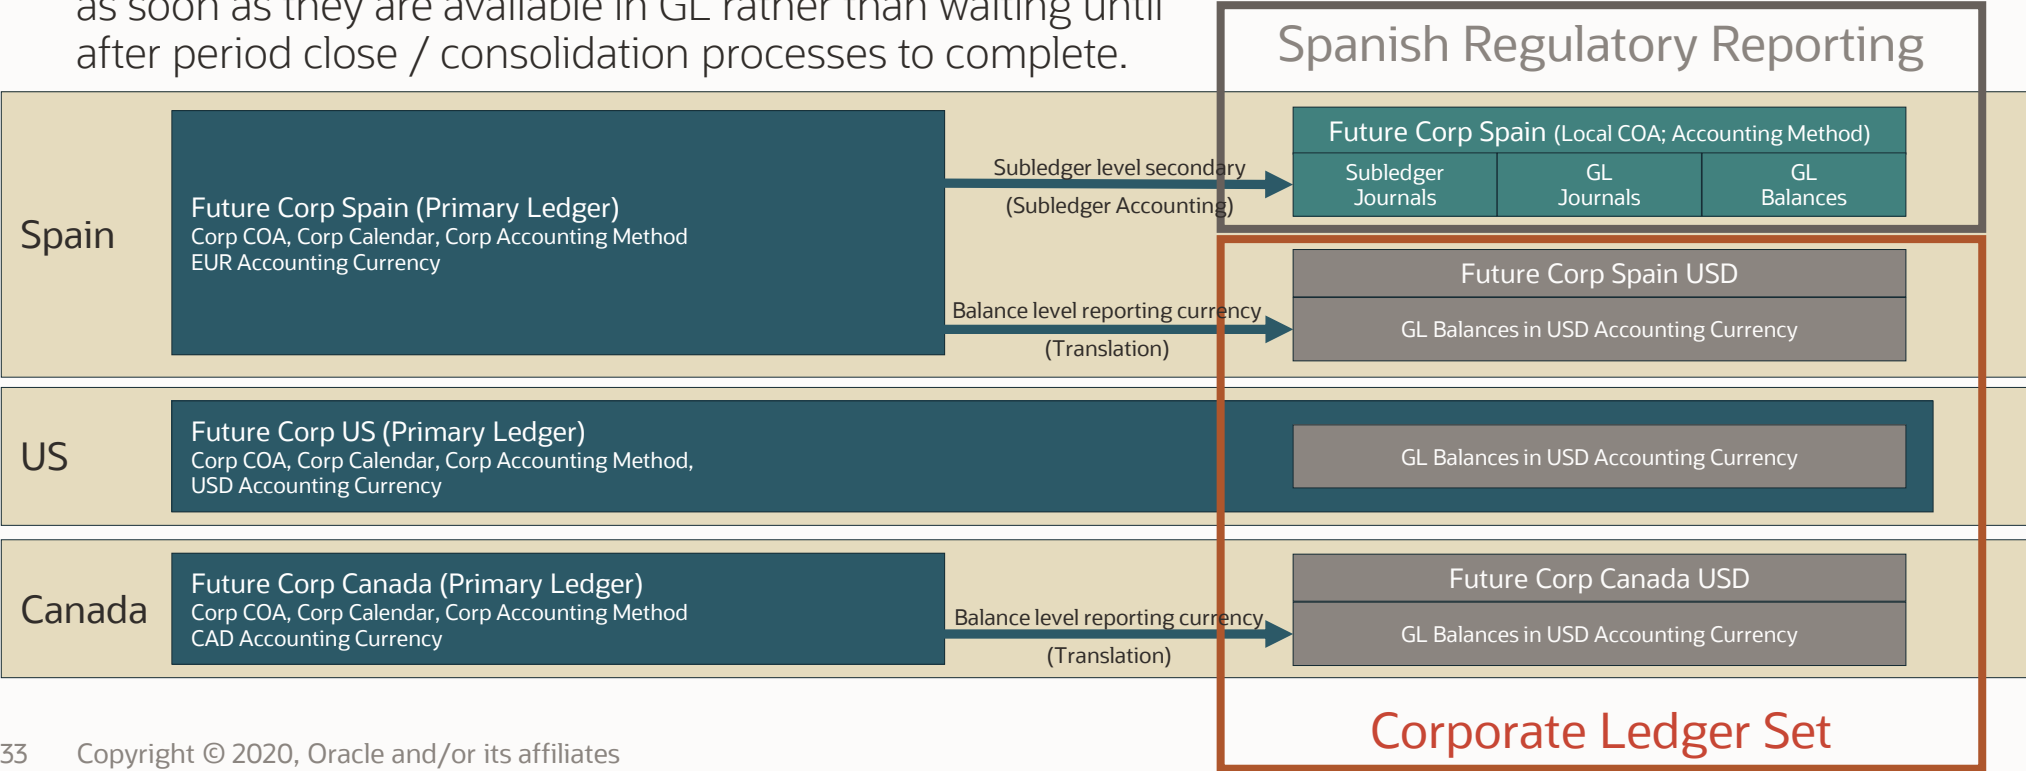 as soon as they are available in GL rather than waiting until
after period close / consolidation processes to complete.
Spanish Regulatory Reporting
Spain
Future Corp Spain (Primary Ledger)
Corp COA, Corp Calendar, Corp Accounting Method
EUR Accounting Currency
Subledger level secondary
(Subledger Accounting)
Future Corp Spain (Local COA; Accounting Method)
Subledger
Journals
GL
Journals
GL
Balances
Balance level reporting currency
(Translation)
Future Corp Spain USD
GL Balances in USD Accounting Currency
US
Future Corp US (Primary Ledger)
Corp COA, Corp Calendar, Corp Accounting Method,
USD Accounting Currency
GL Balances in USD Accounting Currency
Canada
Future Corp Canada (Primary Ledger)
Corp COA, Corp Calendar, Corp Accounting Method
CAD Accounting Currency
Balance level reporting currency
(Translation)
Future Corp Canada USD
GL Balances in USD Accounting Currency
Corporate Ledger Set
33 Copyright © 2020, Oracle and/or its affiliates